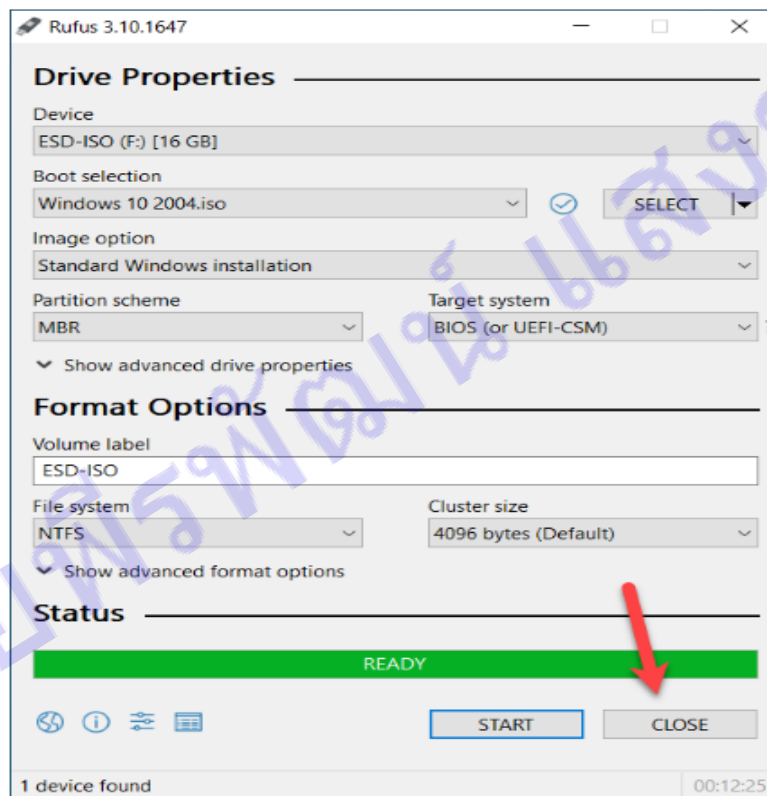 Rufus 3.10.1647
Drive Properties
Device
ESD-ISO (F:) [16 GB]
Boot selection
Windows 10 2004.iso
SELECT
Image option
Standard Windows installation
Partition scheme
Target system
MBR
BIOS (or UEFI-CSM)
Show advanced drive properties
Format Options
Volume label
ESD-ISO
File system
Cluster size
NTFS
4096 bytes (Default)
Show advanced format options
Status
READY
START
CLOSE
1 device found
00:12:25